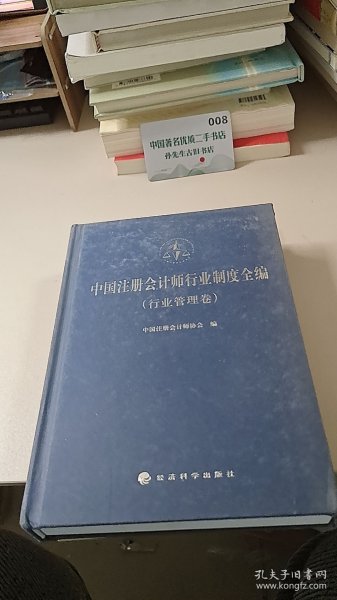 008
中国著名优质二手书店
孙先生古旧书店
中国注册会计师行业制度全编
（行业管理卷）
中国注册会计师协会 编
经济科学出版社
孔夫子旧书网